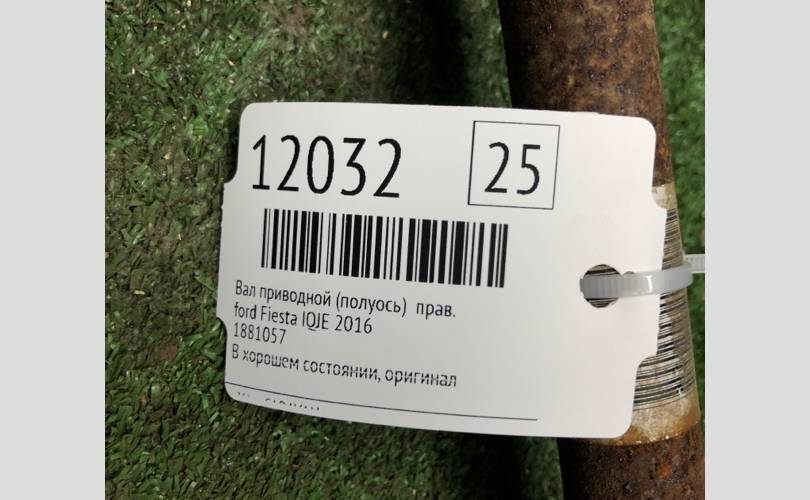 12032
25
Вал приводной (полуось) прав.
ford Fiesta IQJE 2016
1881057
В хорошем состоянии, оригинал